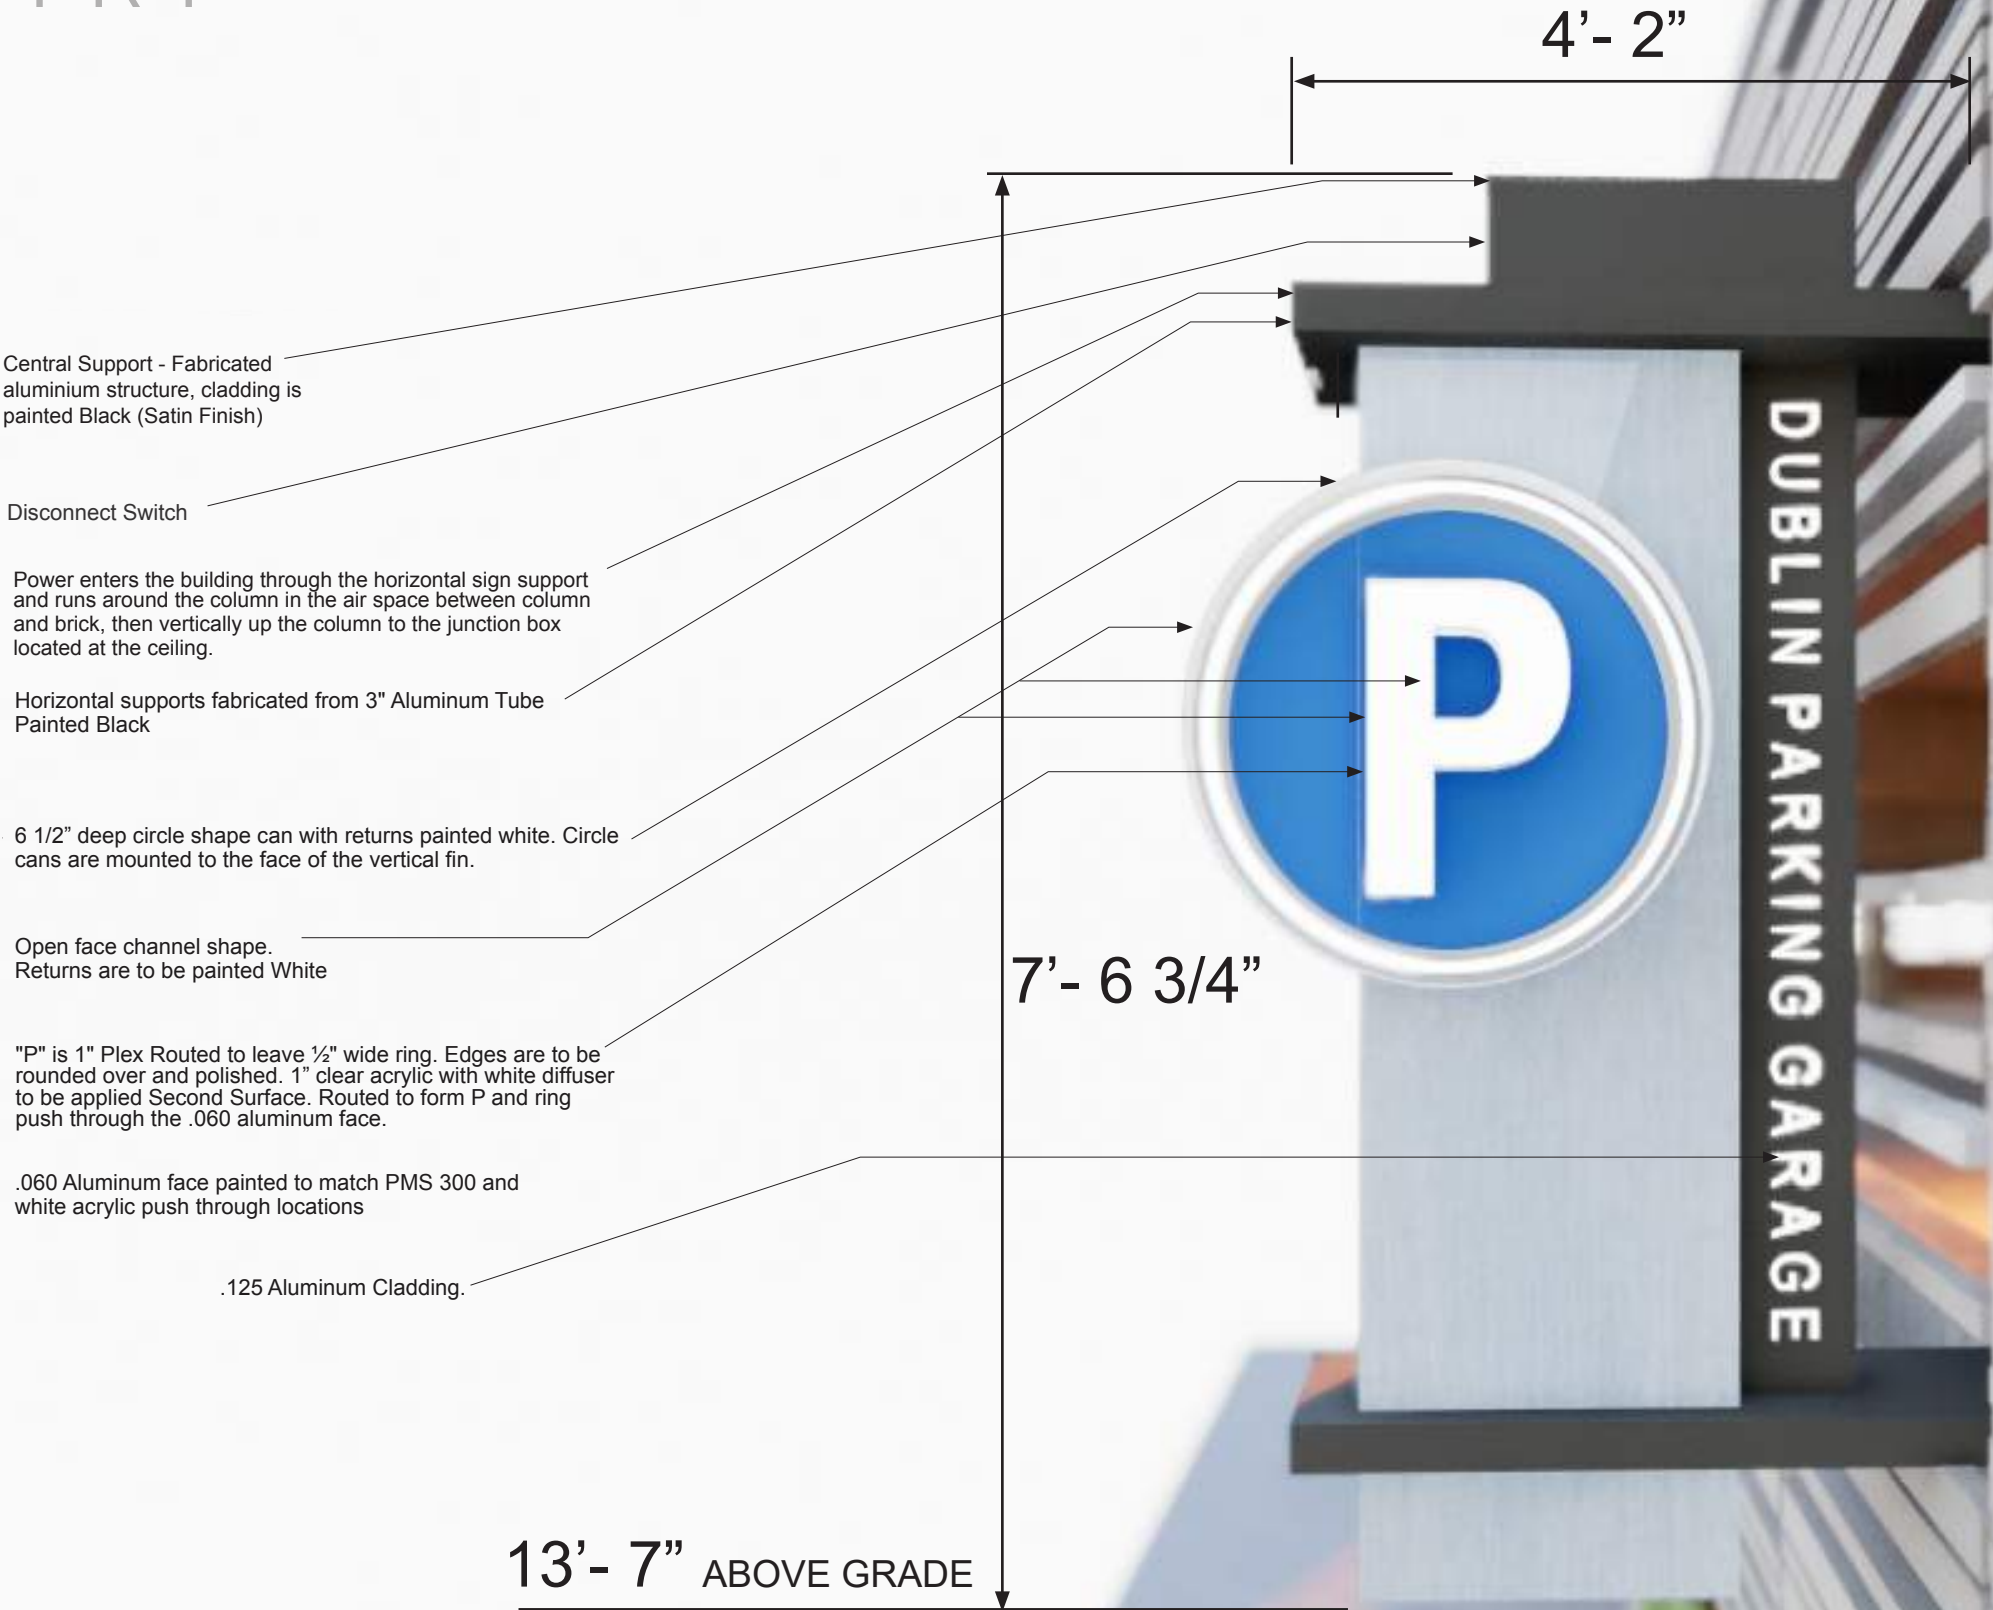 4’- 2”
Central Support - Fabricated
aluminium structure, cladding is
painted Black (Satin Finish)
Disconnect Switch
Power enters the building through the horizontal sign support
and runs around the column in the air space between column
and brick, then vertically up the column to the junction box
located at the ceiling.
Horizontal supports fabricated from 3" Aluminum Tube
Painted Black
6 1/2” deep circle shape can with returns painted white. Circle
cans are mounted to the face of the vertical fin.
Open face channel shape.
Returns are to be painted White
"P" is 1" Plex Routed to leave ½" wide ring. Edges are to be
rounded over and polished. 1” clear acrylic with white diffuser
to be applied Second Surface. Routed to form P and ring
push through the .060 aluminum face.
.060 Aluminum face painted to match PMS 300 and
white acrylic push through locations
.125 Aluminum Cladding.
7’- 6 3/4”
13’- 7” ABOVE GRADE
P
DUBLIN PARKING GARAGE